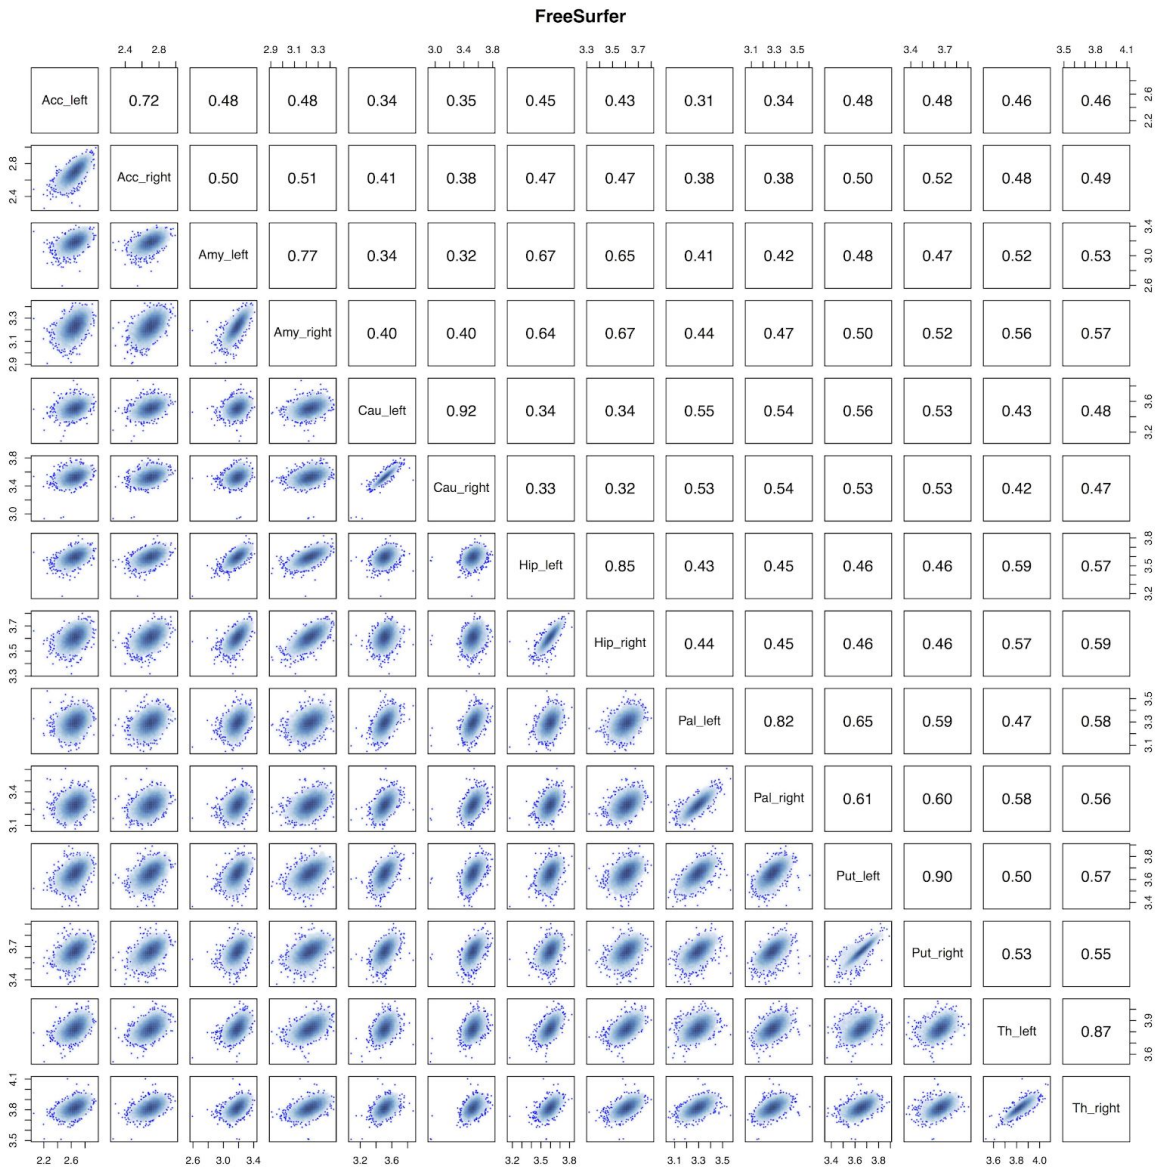 FreeSurfer
2.4 2.8 2.9 3.1 3.3 3.0 3.4 3.8 3.3 3.5 3.7 3.1 3.3 3.5 3.4 3.7 3.5 3.8 4.1
Acc_left 0.72 0.48 0.48 0.34 0.35 0.45 0.43 0.31 0.34 0.48 0.48 0.46 0.46 2.2 2.6
2.4 2.8 Acc_right 0.50 0.51 0.41 0.38 0.47 0.47 0.38 0.38 0.50 0.52 0.48 0.49
Amy_left 0.77 0.34 0.32 0.67 0.65 0.41 0.42 0.48 0.47 0.52 0.53 2.6 3.0 3.4
2.9 3.1 3.3 Amy_right 0.40 0.40 0.64 0.67 0.44 0.47 0.50 0.52 0.56 0.57
Cau_left 0.92 0.34 0.34 0.55 0.54 0.56 0.53 0.43 0.48 3.2 3.6
3.0 3.4 3.8 Cau_right 0.33 0.32 0.53 0.54 0.53 0.53 0.42 0.47
Hip_left 0.85 0.43 0.45 0.46 0.46 0.59 0.57 3.2 3.5 3.8
3.3 3.5 3.7 Hip_right 0.44 0.45 0.46 0.46 0.57 0.59
Pal_left 0.82 0.65 0.59 0.47 0.58 3.1 3.3 3.5
3.1 3.4 Pal_right 0.61 0.60 0.58 0.56
Put_left 0.90 0.50 0.57 3.4 3.6 3.8
3.4 3.7 Put_right 0.53 0.55
Th_left 0.87 3.6 3.9
3.5 3.8 4.1 Th_right
2.2 2.6 2.6 3.0 3.4 3.2 3.6 3.2 3.5 3.8 3.1 3.3 3.5 3.4 3.6 3.8 3.6 3.8 4.0